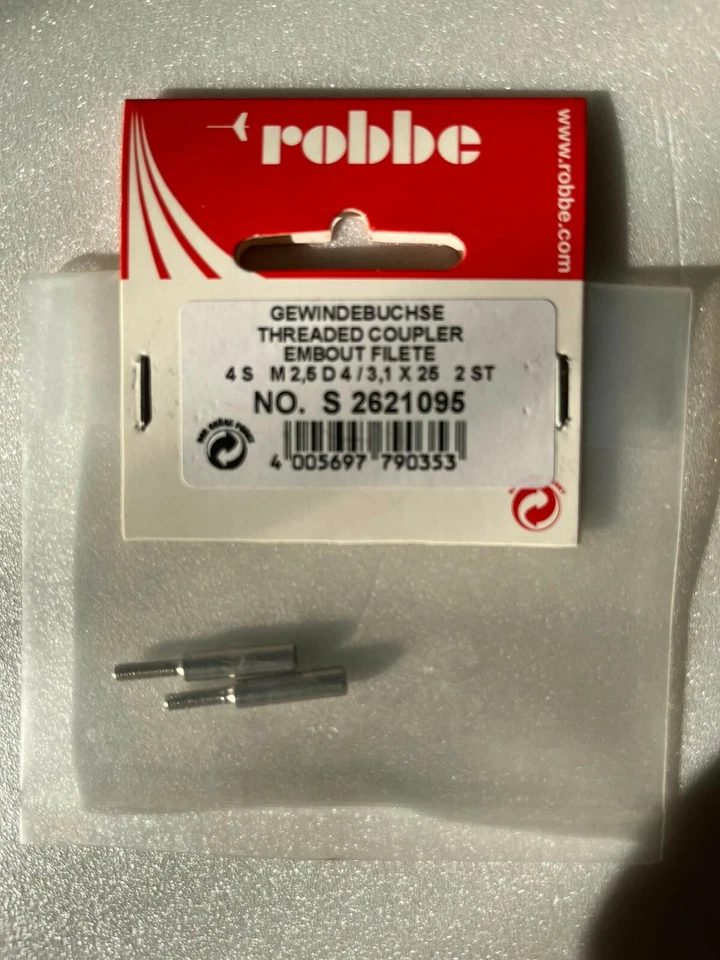 robbe
www.robbe.com
GEWINDEBUCHSE
THREADED COUPLER
EMBOUT FILETE
4 S M 2,5 D 4 / 3,1 X 25 2 ST
NO. S 2621095
4 005697 790353